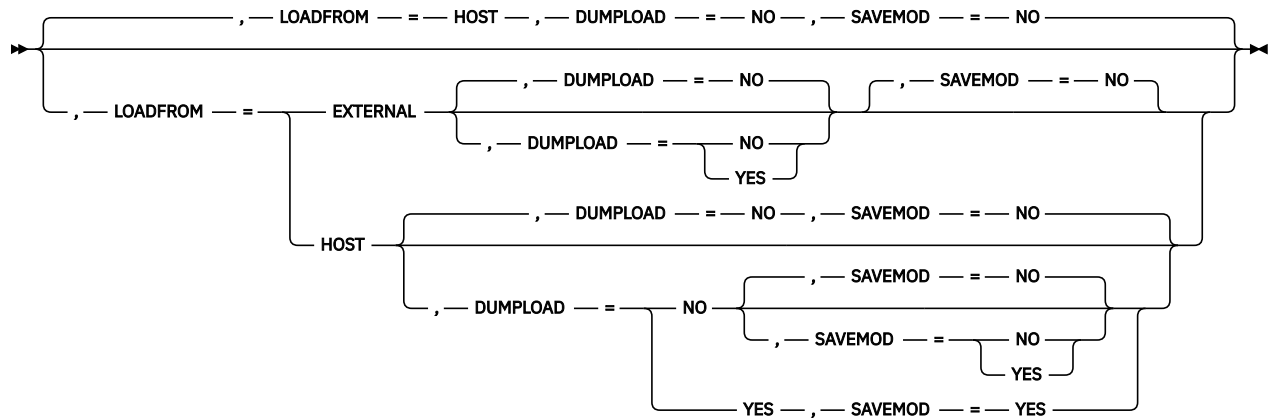 , LOADFROM = HOST , DUMPLOAD = NO , SAVEMOD = NO
, DUMPLOAD = NO , SAVEMOD = NO
, LOADFROM = EXTERNAL
, DUMPLOAD = NO
YES
, DUMPLOAD = NO , SAVEMOD = NO
HOST
, SAVEMOD = NO
, DUMPLOAD = NO
, SAVEMOD = NO
YES
YES , SAVEMOD = YES